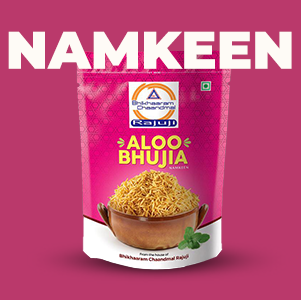 NAMKEEN
Bhikhaaram
Chaandmal
Rajuji
ALOO
BHUJIA
NAMKEEN
From the house of
Bhikhaaram Chaandmal Rajuji